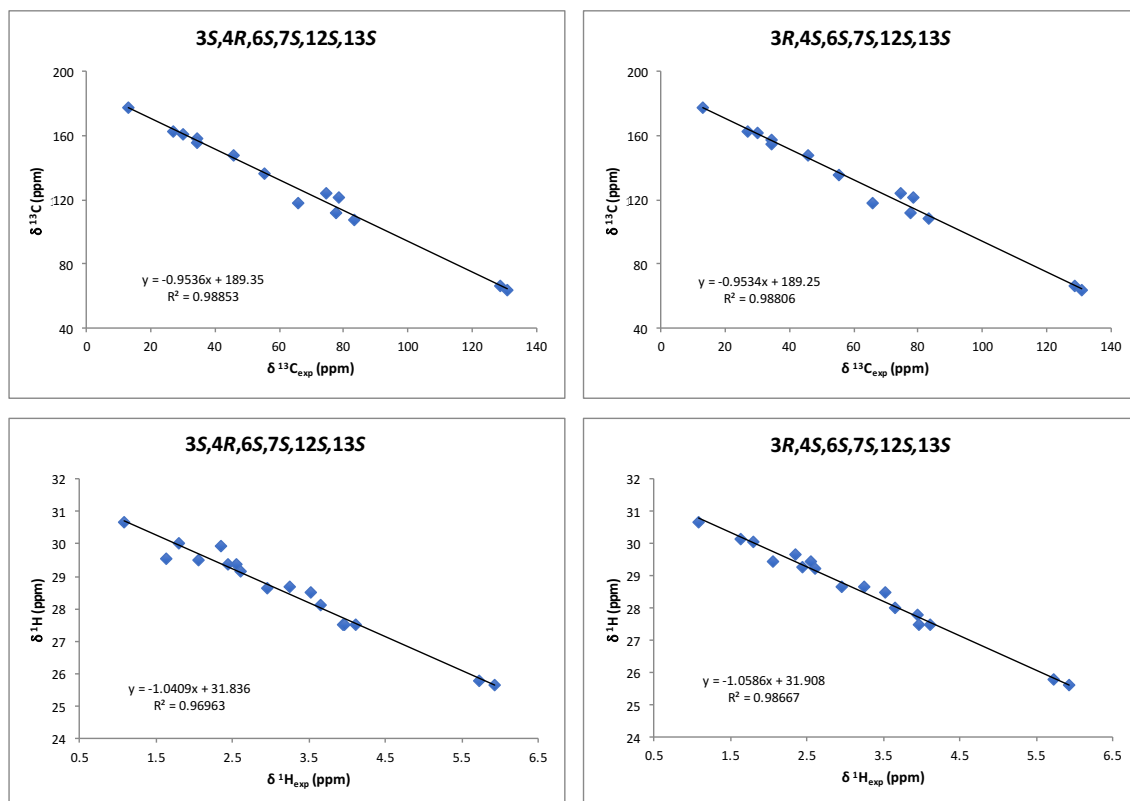 3S,4R,6S,7S,12S,13S
200
160
120
80
40
δ ¹³C (ppm)
y = -0.9536x + 189.35
R² = 0.98853
0 20 40 60 80 100 120 140
δ ¹³Cexp (ppm)
3R,4S,6S,7S,12S,13S
200
160
120
80
40
δ ¹³C (ppm)
y = -0.9534x + 189.25
R² = 0.98806
0 20 40 60 80 100 120 140
δ ¹³Cexp (ppm)
3S,4R,6S,7S,12S,13S
32
31
30
29
28
27
26
25
24
δ ¹H (ppm)
y = -1.0409x + 31.836
R² = 0.96963
0.5 1.5 2.5 3.5 4.5 5.5 6.5
δ ¹Hexp (ppm)
3R,4S,6S,7S,12S,13S
32
31
30
29
28
27
26
25
24
δ ¹H (ppm)
y = -1.0586x + 31.908
R² = 0.98667
0.5 1.5 2.5 3.5 4.5 5.5 6.5
δ ¹Hexp (ppm)